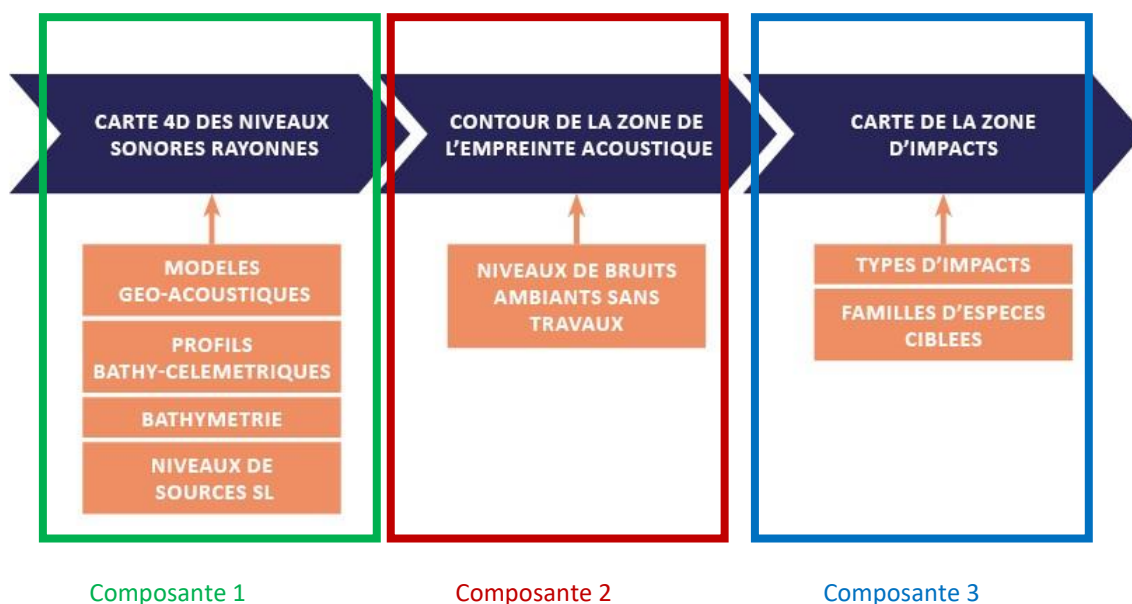 CARTE 4D DES NIVEAUX
SONORES RAYONNES
MODELES
GEO-ACOUSTIQUES
PROFILS
BATHY-CELEMETRIQUES
BATHYMETRIE
NIVEAUX DE
SOURCES SL
Composante 1
CONTOUR DE LA ZONE DE
L'EMPREINTE ACOUSTIQUE
NIVEAUX DE BRUITS
AMBIANTS SANS
TRAVAUX
Composante 2
CARTE DE LA ZONE
D'IMPACTS
TYPES D'IMPACTS
FAMILLES D'ESPECES
CIBLEES
Composante 3